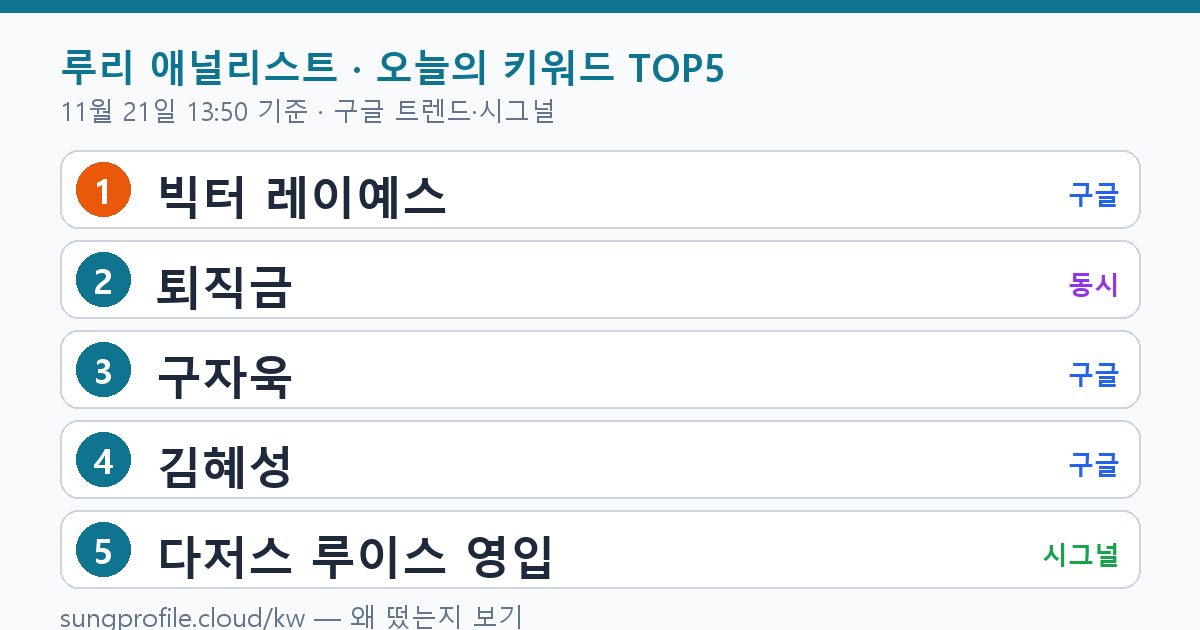 루리 애널리스트 · 오늘의 키워드 TOP5
11월 21일 13:50 기준 · 구글 트렌드·시그널
1 빅터 레이예스 구글
2 퇴직금 동시
3 구자욱 구글
4 김혜성 구글
5 다저스 루이스 영입 시그널
sungprofile.cloud/kw — 왜 떴는지 보기